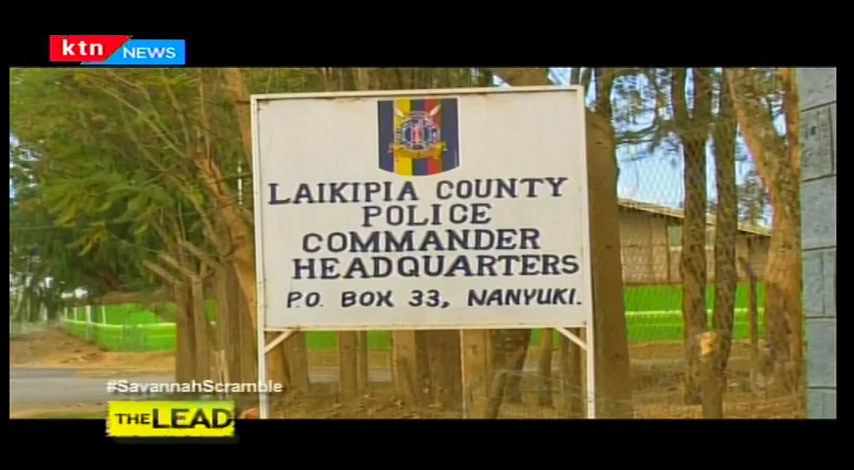 ktn NEWS
LAIKIPIA COUNTY
POLICE
COMMANDER
HEADQUARTERS
P.O. BOX 33, NANYUKI.
#SavannahScramble
THE LEAD